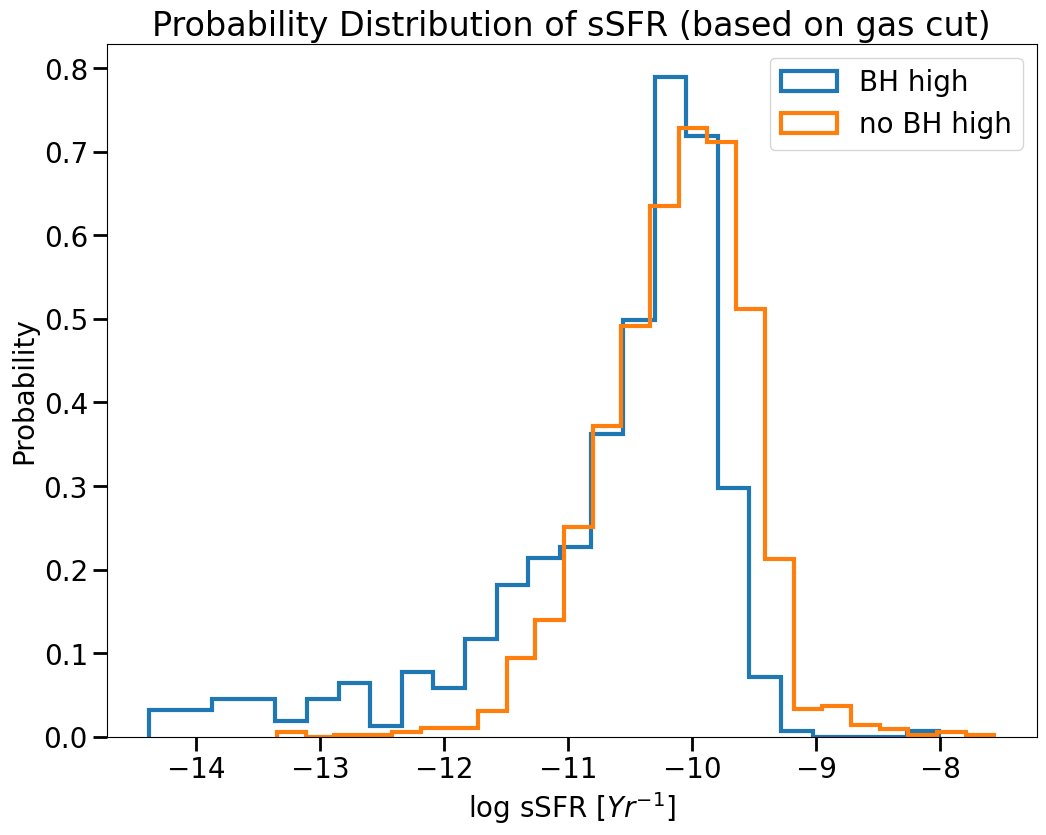 Probability Distribution of sSFR (based on gas cut)
BH high
no BH high
0.8
0.7
0.6
0.5
0.4
0.3
0.2
0.1
0.0
Probability
−14 −13 −12 −11 −10 −9 −8
log sSFR [Yr⁻¹]